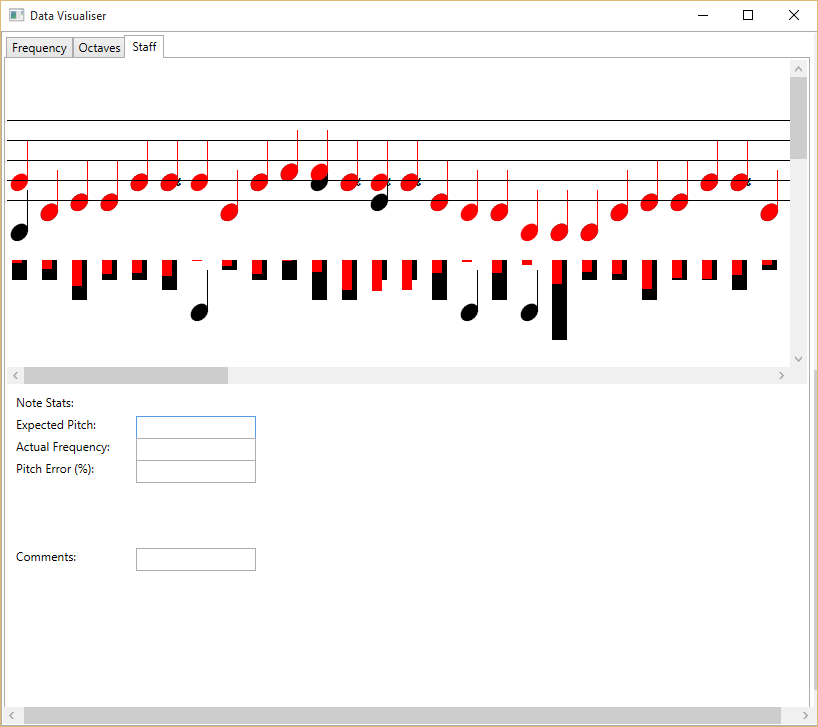 Data Visualiser
Frequency Octaves Staff
Note Stats:
Expected Pitch:
Actual Frequency:
Pitch Error (%):
Comments: